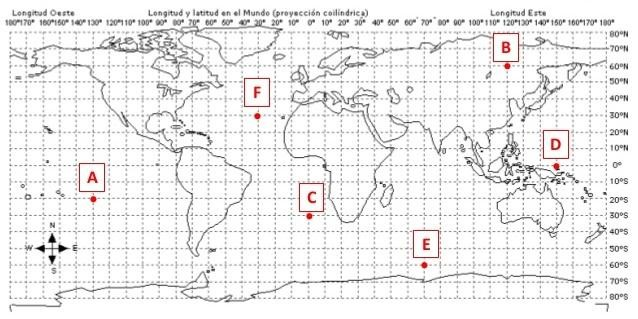 Longitud Oeste Longitud y latitud en el Mundo (proyección coilíndrica) Longitud Este
180°170°160°150°140°130°120°110°100°90°80°70°60°50°40°30°20°10° 0° 10°20°30°40°50°60°70°80°90°100°110°120°130°140°150°160°170°180°
80°N
70°N
B
60°N
50°N
F
40°N
30°N
20°N
D
10°N
0°
A
10°S
C
20°S
30°S
N
40°S
E
W E
50°S
S
60°S
70°S
80°S